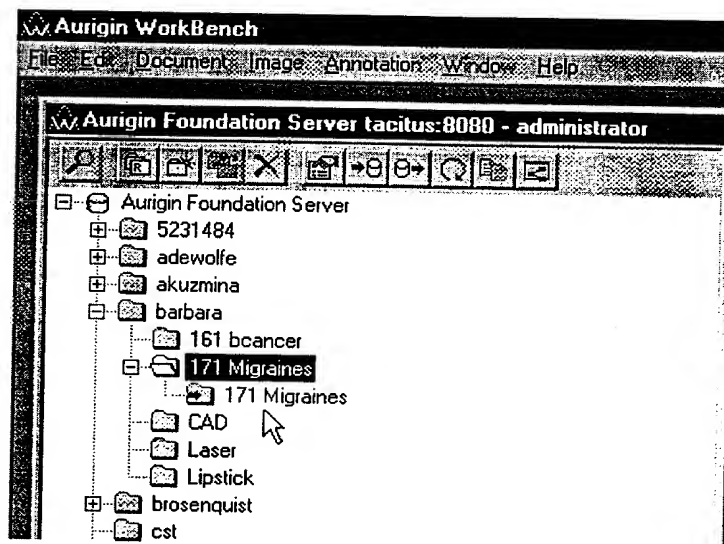 Aurigin WorkBench
File Edit Document Image Annotation Window Help
Aurigin Foundation Server tacitus:8080 - administrator
Aurigin Foundation Server
5231484
adewolfe
akuzmina
barbara
161 bcancer
171 Migraines
171 Migraines
CAD
Laser
Lipstick
brosenquist
cst